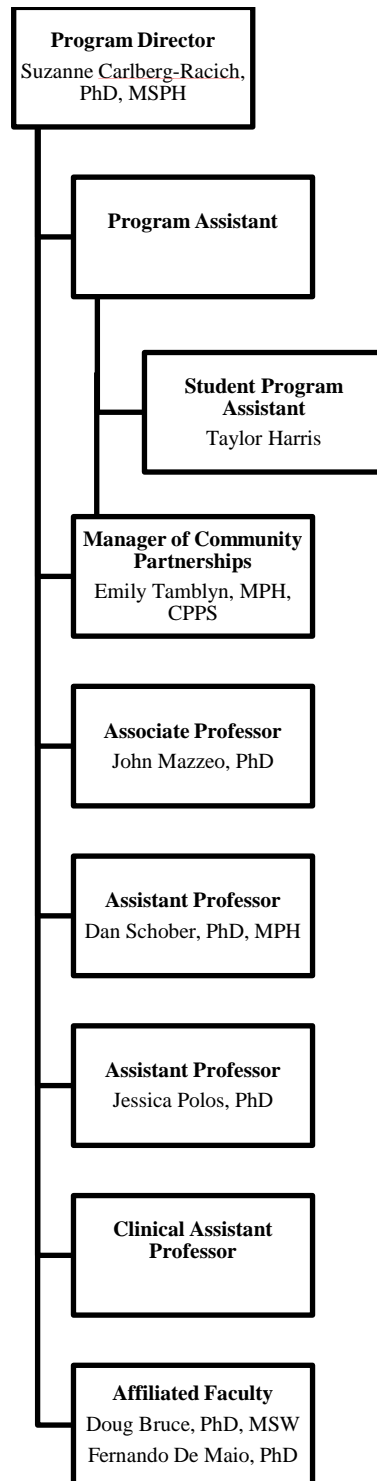 Program Director
Suzanne Carlberg-Racich,
PhD, MSPH
Program Assistant
Student Program
Assistant
Taylor Harris
Manager of Community
Partnerships
Emily Tamblyn, MPH,
CPPS
Associate Professor
John Mazzeo, PhD
Assistant Professor
Dan Schober, PhD, MPH
Assistant Professor
Jessica Polos, PhD
Clinical Assistant
Professor
Affiliated Faculty
Doug Bruce, PhD, MSW
Fernando De Maio, PhD